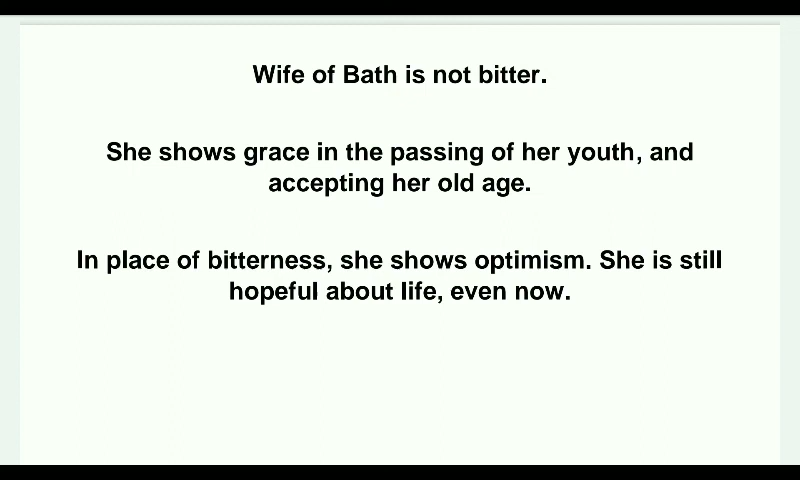 Wife of Bath is not bitter.
She shows grace in the passing of her youth, and
accepting her old age.
In place of bitterness, she shows optimism. She is still
hopeful about life, even now.